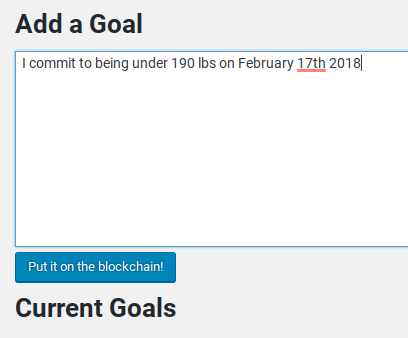 Add a Goal
I commit to being under 190 lbs on February 17th 2018
Put it on the blockchain!
Current Goals